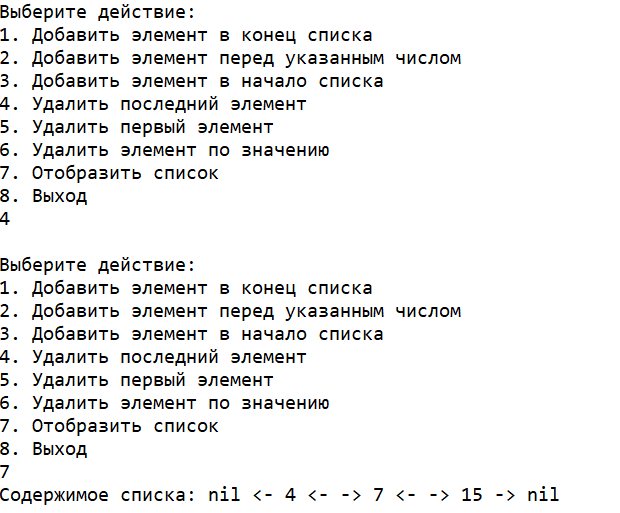 Выберите действие:
1. Добавить элемент в конец списка
2. Добавить элемент перед указанным числом
3. Добавить элемент в начало списка
4. Удалить последний элемент
5. Удалить первый элемент
6. Удалить элемент по значению
7. Отобразить список
8. Выход
4
Выберите действие:
1. Добавить элемент в конец списка
2. Добавить элемент перед указанным числом
3. Добавить элемент в начало списка
4. Удалить последний элемент
5. Удалить первый элемент
6. Удалить элемент по значению
7. Отобразить список
8. Выход
7
Содержимое списка: nil <- 4 <- -> 7 <- -> 15 -> nil